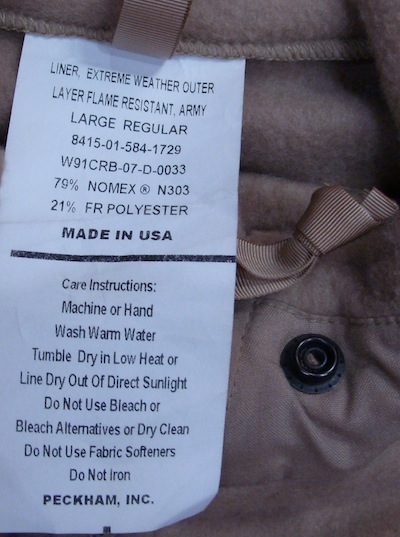 LINER, EXTREME WEATHER OUTER
LAYER FLAME RESISTANT, ARMY
LARGE REGULAR
8415-01-584-1729
W91CRB-07-D-0033
79% NOMEX ® N303
21% FR POLYESTER
MADE IN USA
Care Instructions:
Machine or Hand
Wash Warm Water
Tumble Dry in Low Heat or
Line Dry Out Of Direct Sunlight
Do Not Use Bleach or
Bleach Alternatives or Dry Clean
Do Not Use Fabric Softeners
Do Not Iron
PECKHAM, INC.